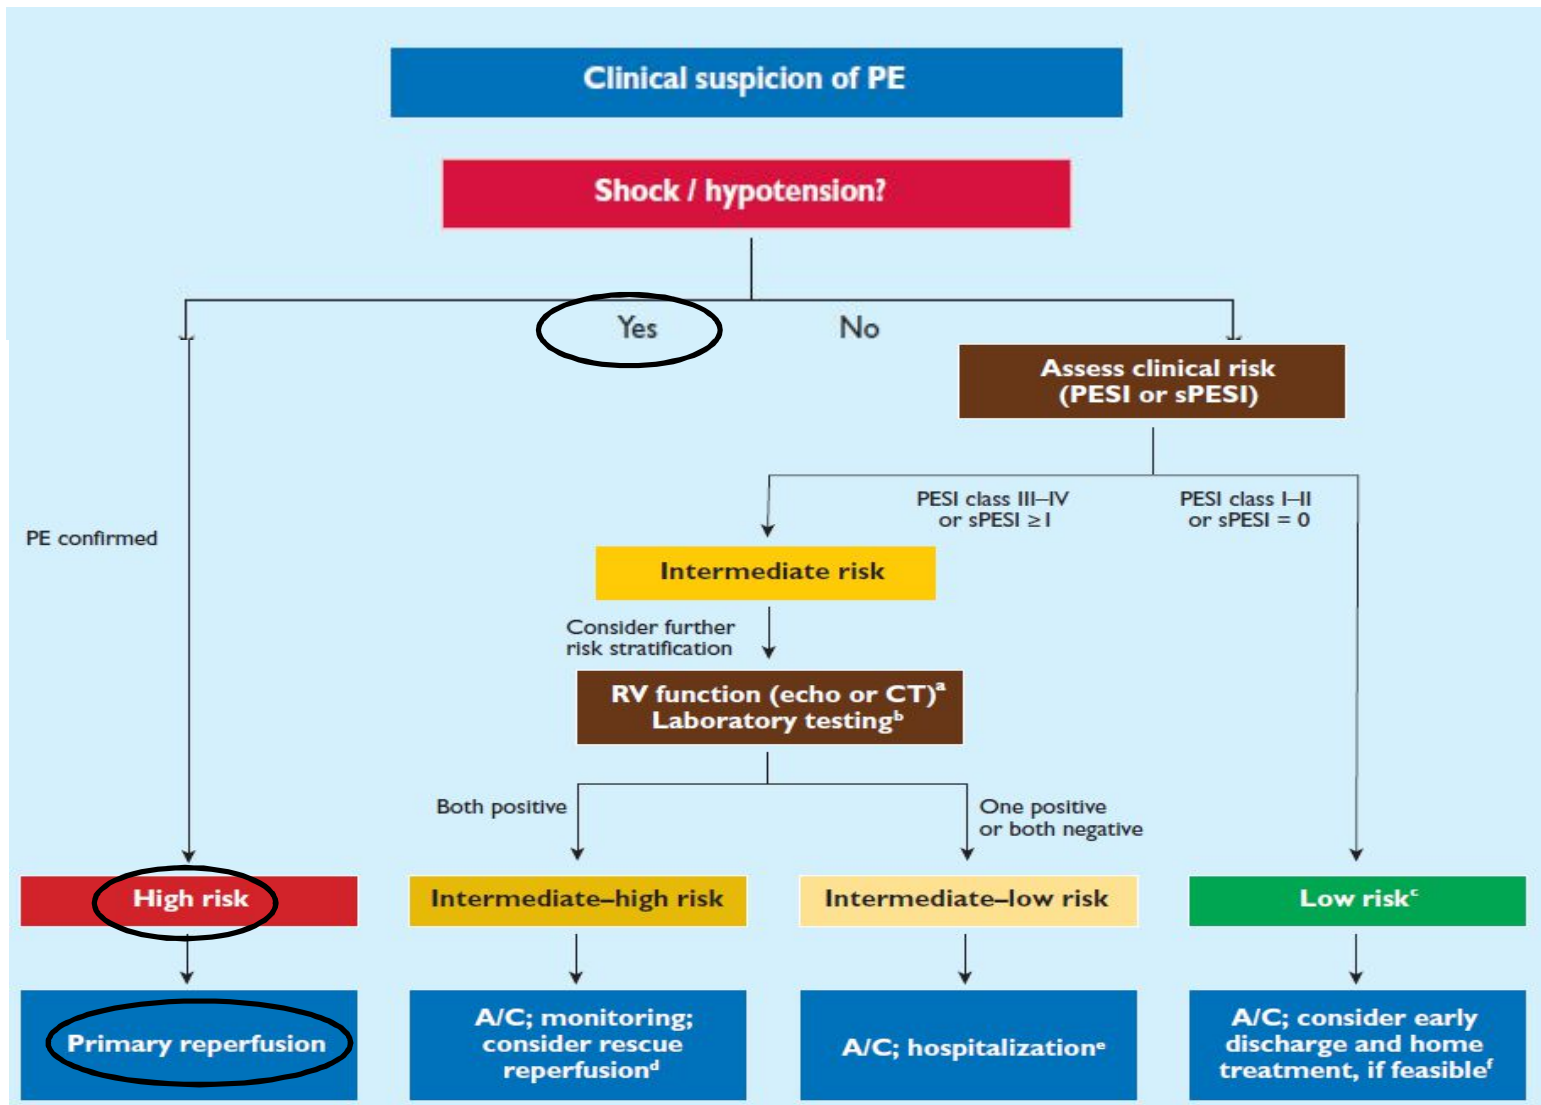 Clinical suspicion of PE
Shock / hypotension?
Yes
No
Assess clinical risk
(PESI or sPESI)
PESI class III–IV
or sPESI ≥1
PESI class I–II
or sPESI = 0
PE confirmed
Intermediate risk
Consider further
risk stratification
RV function (echo or CT)ᵃ
Laboratory testingᵇ
Both positive
One positive
or both negative
High risk
Intermediate–high risk
Intermediate–low risk
Low riskᶜ
Primary reperfusion
A/C; monitoring;
consider rescue
reperfusionᵈ
A/C; hospitalizationᵉ
A/C; consider early
discharge and home
treatment, if feasibleᶠ